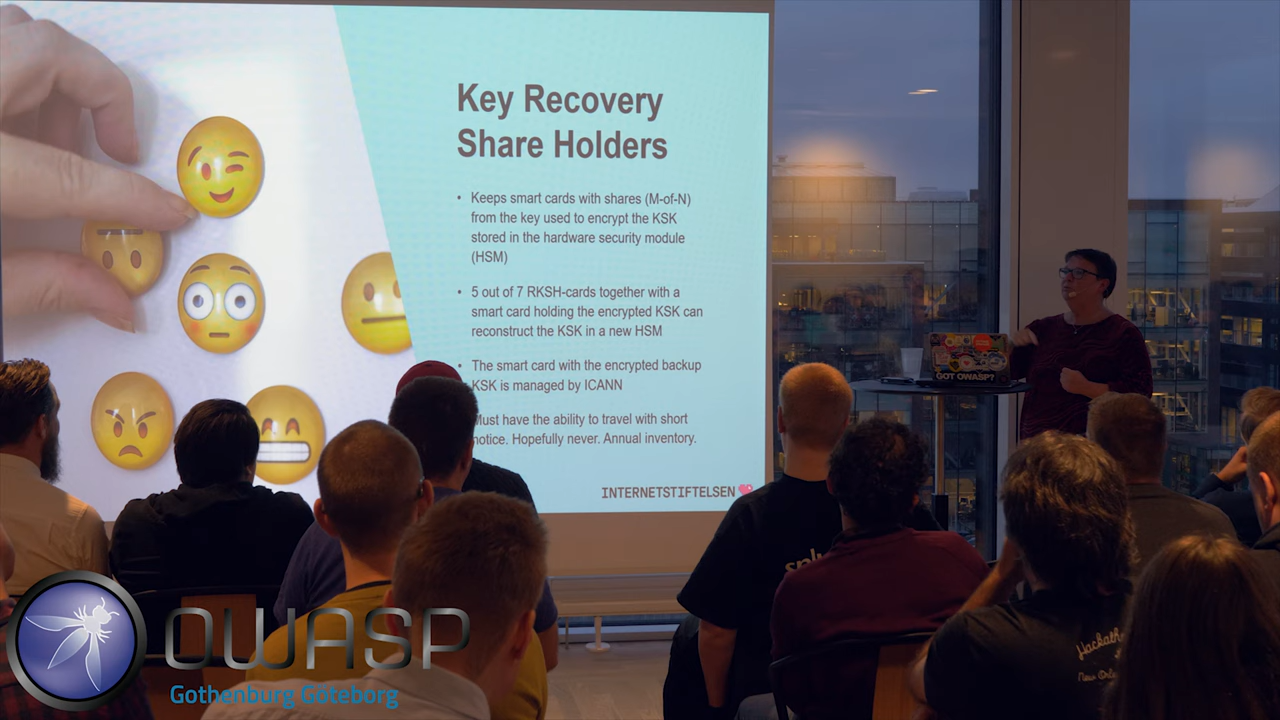 Key Recovery
Share Holders
• Keeps smart cards with shares (M-of-N)
from the key used to encrypt the KSK
stored in the hardware security module
(HSM)
• 5 out of 7 RKSH-cards together with a
smart card holding the encrypted KSK can
reconstruct the KSK in a new HSM
• The smart card with the encrypted backup
KSK is managed by ICANN
Must have the ability to travel with short
notice. Hopefully never. Annual inventory.
INTERNETSTIFTELSEN
GOT OWASP?
OWASP
Gothenburg Göteborg